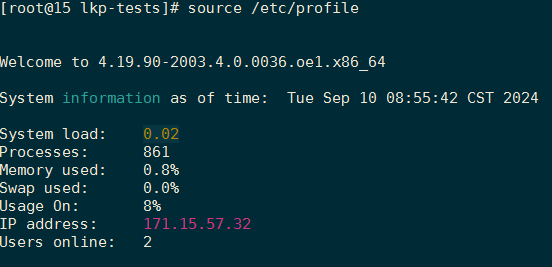 [root@15 lkp-tests]# source /etc/profile
Welcome to 4.19.90-2003.4.0.0036.oe1.x86_64
System information as of time:  Tue Sep 10 08:55:42 CST 2024
System load:    0.02
Processes:      861
Memory used:    0.8%
Swap used:      0.0%
Usage On:       8%
IP address:     171.15.57.32
Users online:   2